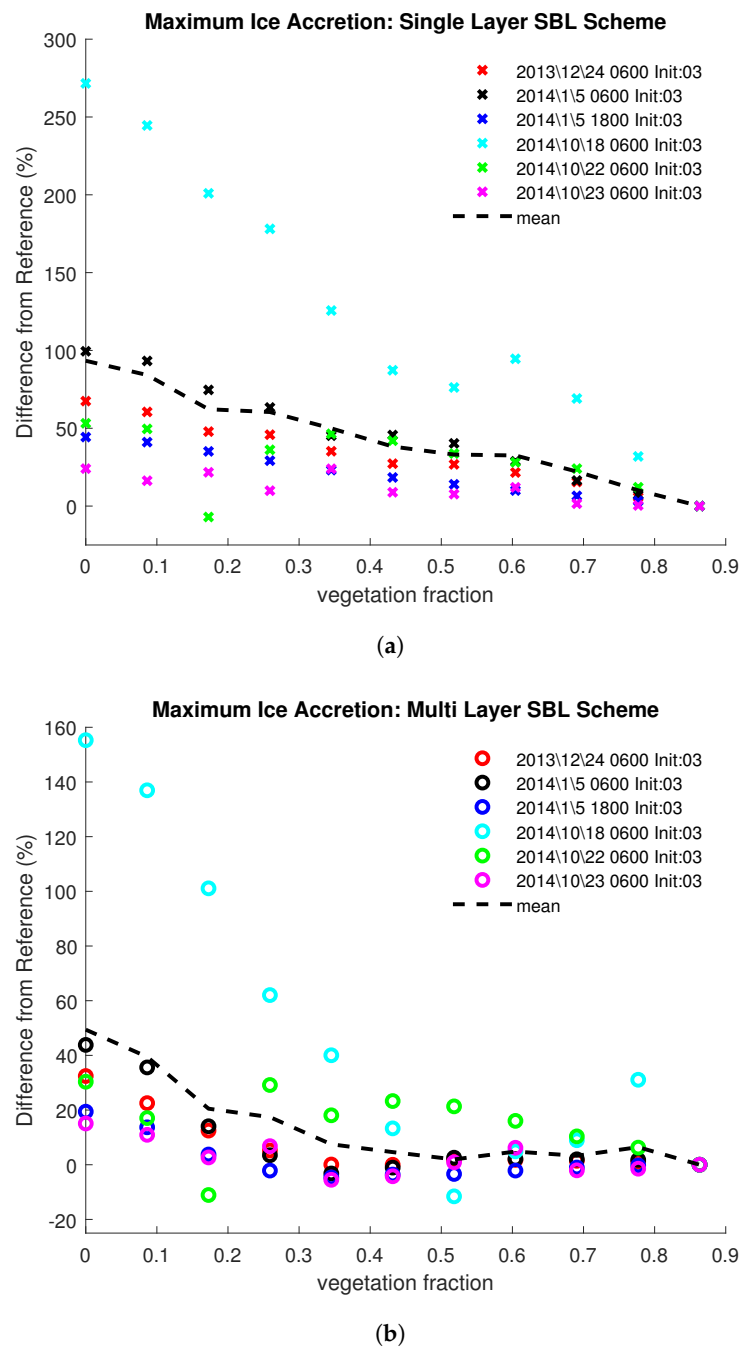 Maximum Ice Accretion: Single Layer SBL Scheme
300
250
200
150
100
50
0
Difference from Reference (%)
2013\12\24 0600 Init:03
2014\1\5 0600 Init:03
2014\1\5 1800 Init:03
2014\10\18 0600 Init:03
2014\10\22 0600 Init:03
2014\10\23 0600 Init:03
mean
0 0.1 0.2 0.3 0.4 0.5 0.6 0.7 0.8 0.9
vegetation fraction
(a)
Maximum Ice Accretion: Multi Layer SBL Scheme
160
140
120
100
80
60
40
20
0
-20
Difference from Reference (%)
2013\12\24 0600 Init:03
2014\1\5 0600 Init:03
2014\1\5 1800 Init:03
2014\10\18 0600 Init:03
2014\10\22 0600 Init:03
2014\10\23 0600 Init:03
mean
0 0.1 0.2 0.3 0.4 0.5 0.6 0.7 0.8 0.9
vegetation fraction
(b)